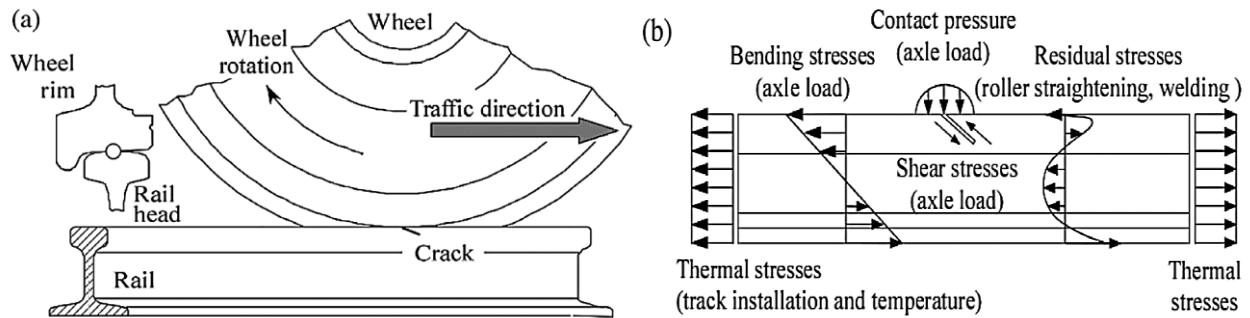 (a)
Wheel
Wheel
rotation
Wheel
rim
Traffic direction
Rail
head
Crack
Rail
(b)
Contact pressure
(axle load)
Bending stresses
(axle load)
Residual stresses
(roller straightening, welding )
Shear stresses
(axle load)
Thermal stresses
(track installation and temperature)
Thermal
stresses